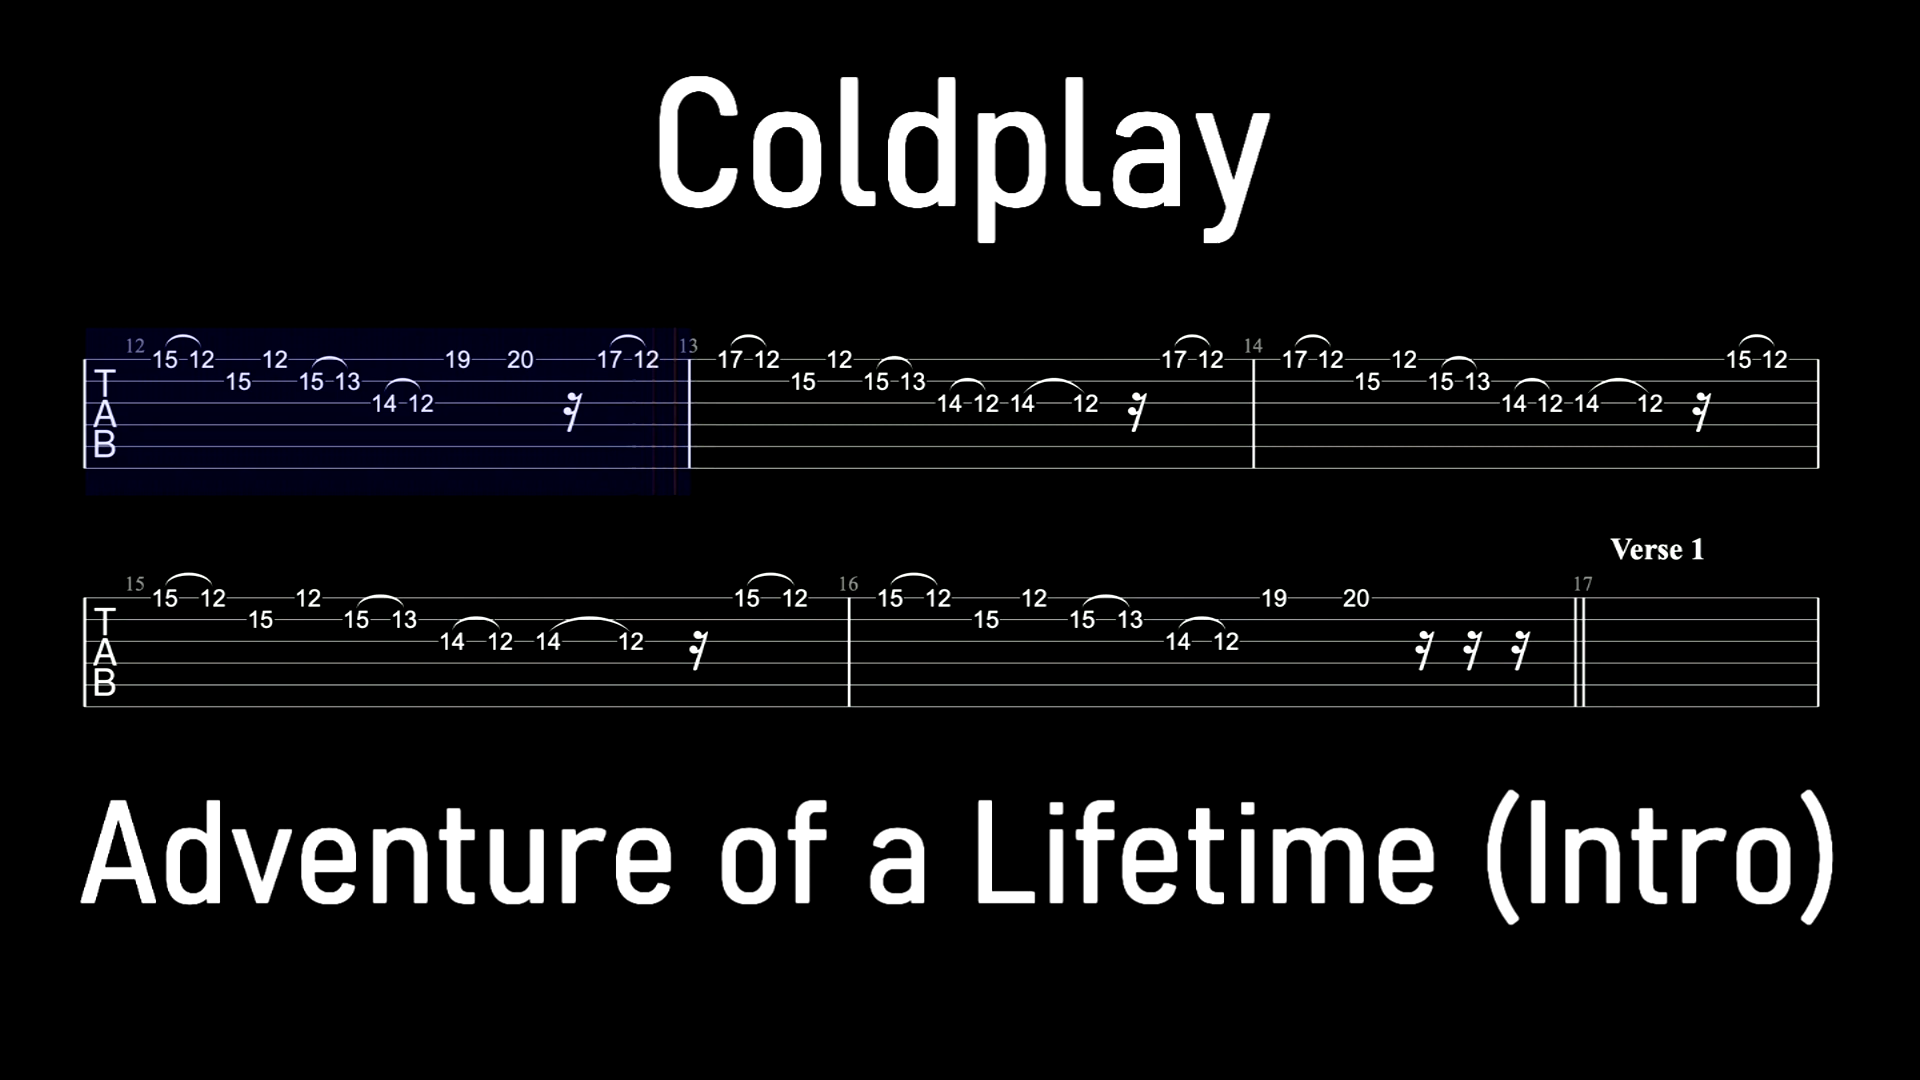 Coldplay
12 13 14
15 12 12 19 20 17 12 17 12 12 17 12 17 12 12 15 12
15 15 13 15 15 13 15 15 13
14 12 14 12 14 12 14 12 14 12
TAB
Verse 1
15 16 17
15 12 12 15 12 15 12 12 19 20
15 15 13 15 15 13
14 12 14 12 14 12
TAB
Adventure of a Lifetime (Intro)